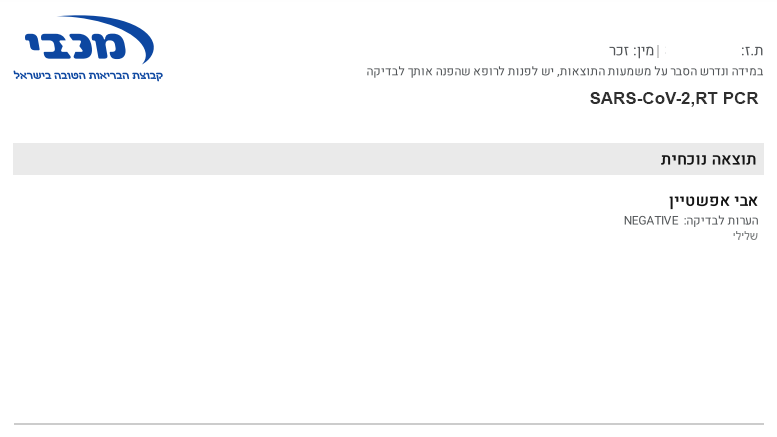 מכבי
קבוצת הבריאות הטובה בישראל
ת.ז: | מין: זכר
במידה ונדרש הסבר על משמעות התוצאות, יש לפנות לרופא שהפנה אותך לבדיקה
SARS-CoV-2,RT PCR
תוצאה נוכחית
אבי אפשטיין
הערות לבדיקה: NEGATIVE
שלילי